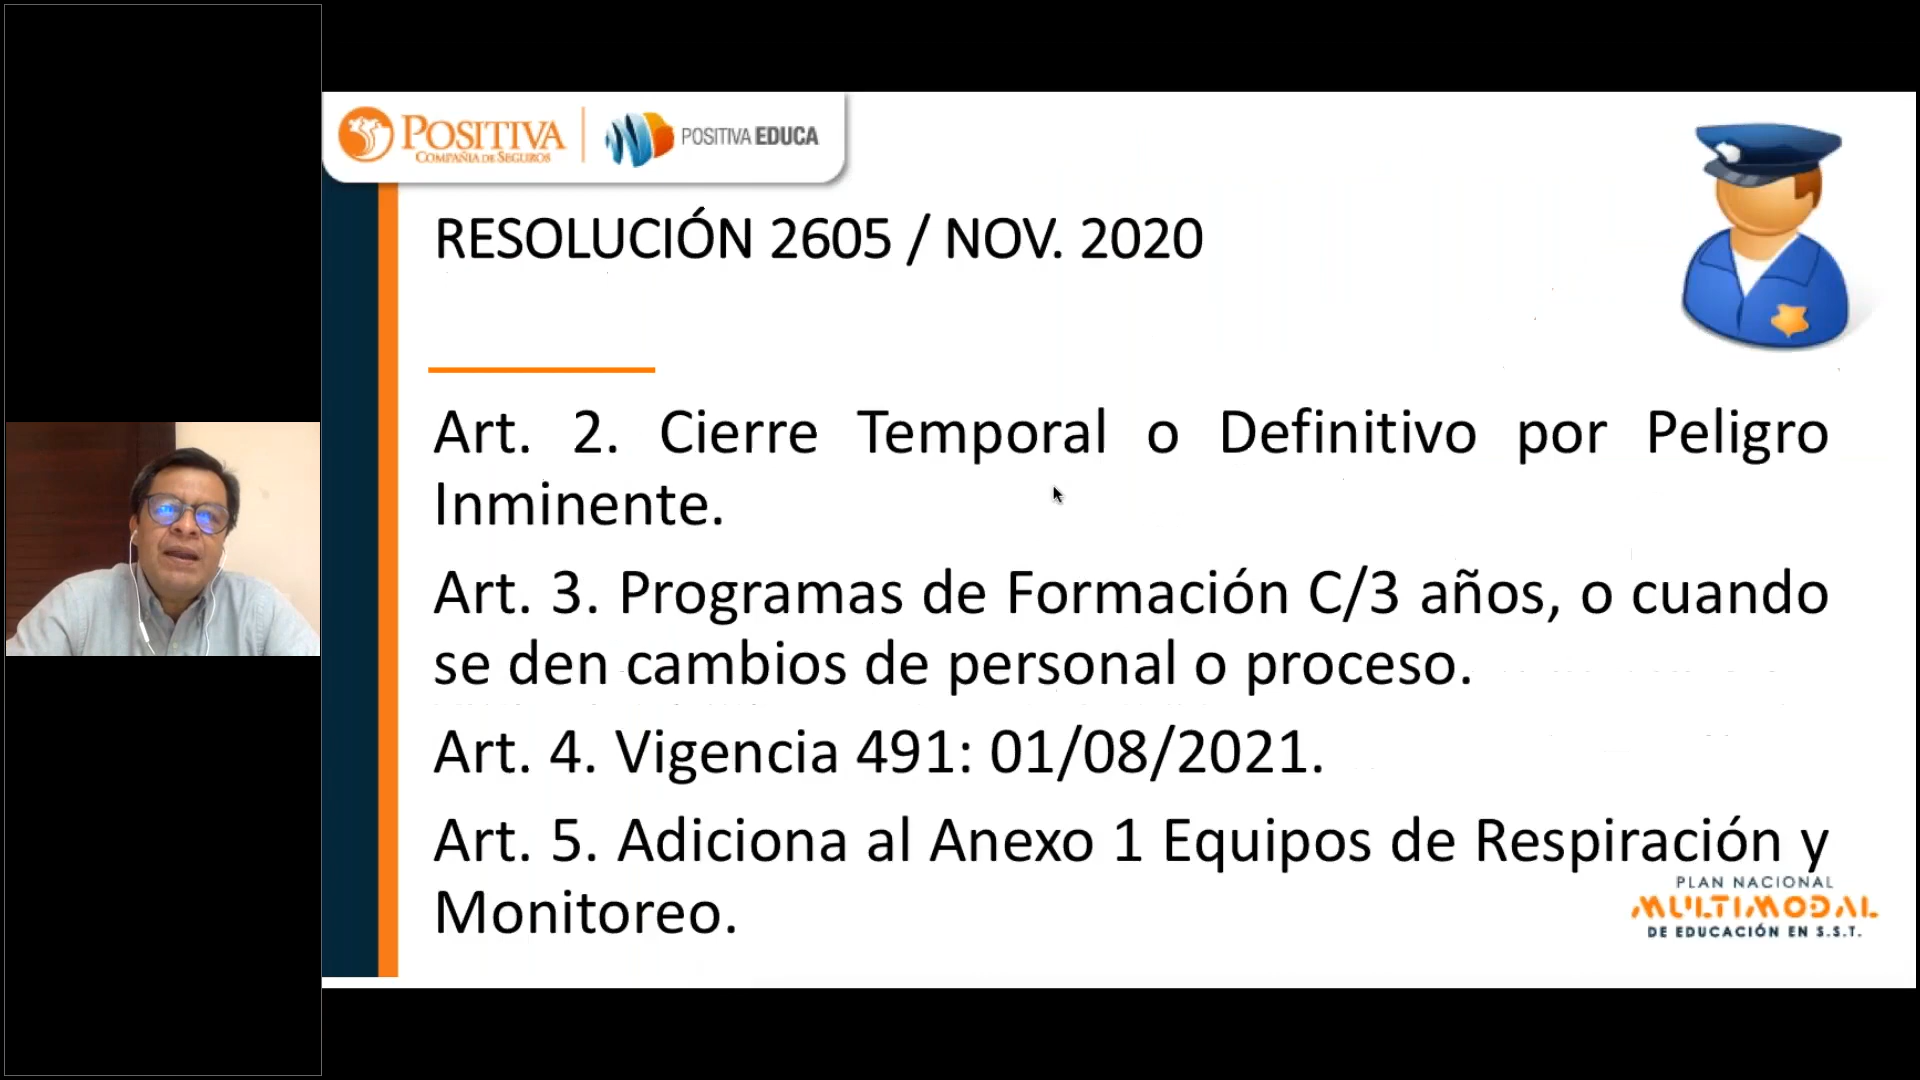 POSITIVA
COMPAÑIA DE SEGUROS
POSITIVA EDUCA
RESOLUCIÓN 2605 / NOV. 2020
Art. 2. Cierre Temporal o Definitivo por Peligro
Inminente.
Art. 3. Programas de Formación C/3 años, o cuando
se den cambios de personal o proceso.
Art. 4. Vigencia 491: 01/08/2021.
Art. 5. Adiciona al Anexo 1 Equipos de Respiración y
Monitoreo.
PLAN NACIONAL
MULTIMODAL
DE EDUCACIÓN EN S.S.T.